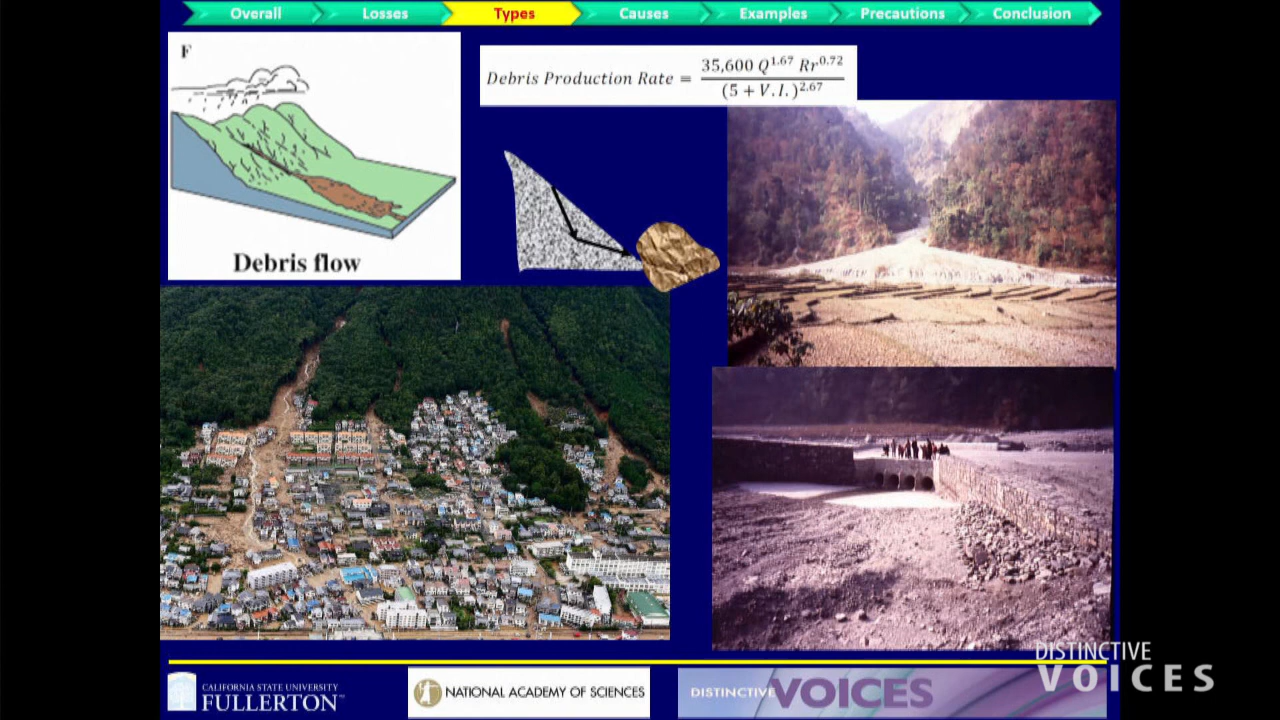 Overall
Losses
Types
Causes
Examples
Precautions
Conclusion
F
Debris flow
Debris Production Rate = 35,600 Q^1.67 Rr^0.72 / (5 + V.I.)^2.67
CALIFORNIA STATE UNIVERSITY
FULLERTON™
NATIONAL ACADEMY OF SCIENCES
DISTINCTIVE VOICES
DISTINCTIVE
VOICES